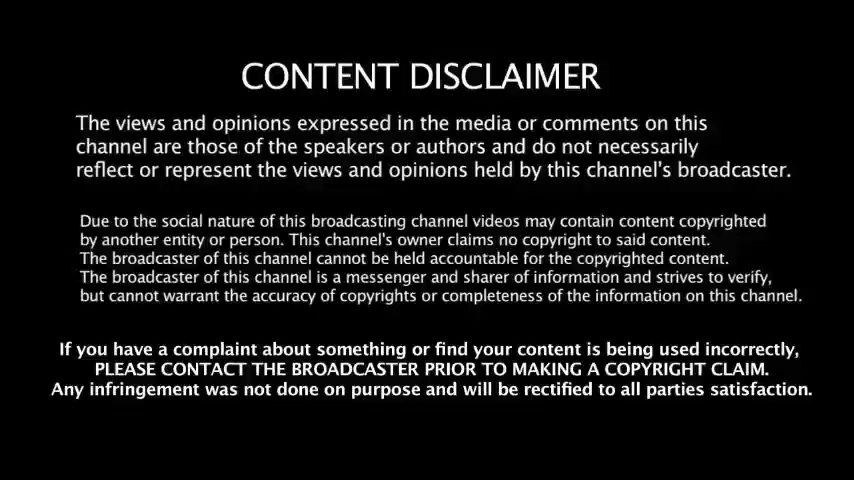 CONTENT DISCLAIMER
The views and opinions expressed in the media or comments on this
channel are those of the speakers or authors and do not necessarily
reflect or represent the views and opinions held by this channel's broadcaster.
Due to the social nature of this broadcasting channel videos may contain content copyrighted
by another entity or person. This channel's owner claims no copyright to said content.
The broadcaster of this channel cannot be held accountable for the copyrighted content.
The broadcaster of this channel is a messenger and sharer of information and strives to verify,
but cannot warrant the accuracy of copyrights or completeness of the information on this channel.
If you have a complaint about something or find your content is being used incorrectly,
PLEASE CONTACT THE BROADCASTER PRIOR TO MAKING A COPYRIGHT CLAIM.
Any infringement was not done on purpose and will be rectified to all parties satisfaction.